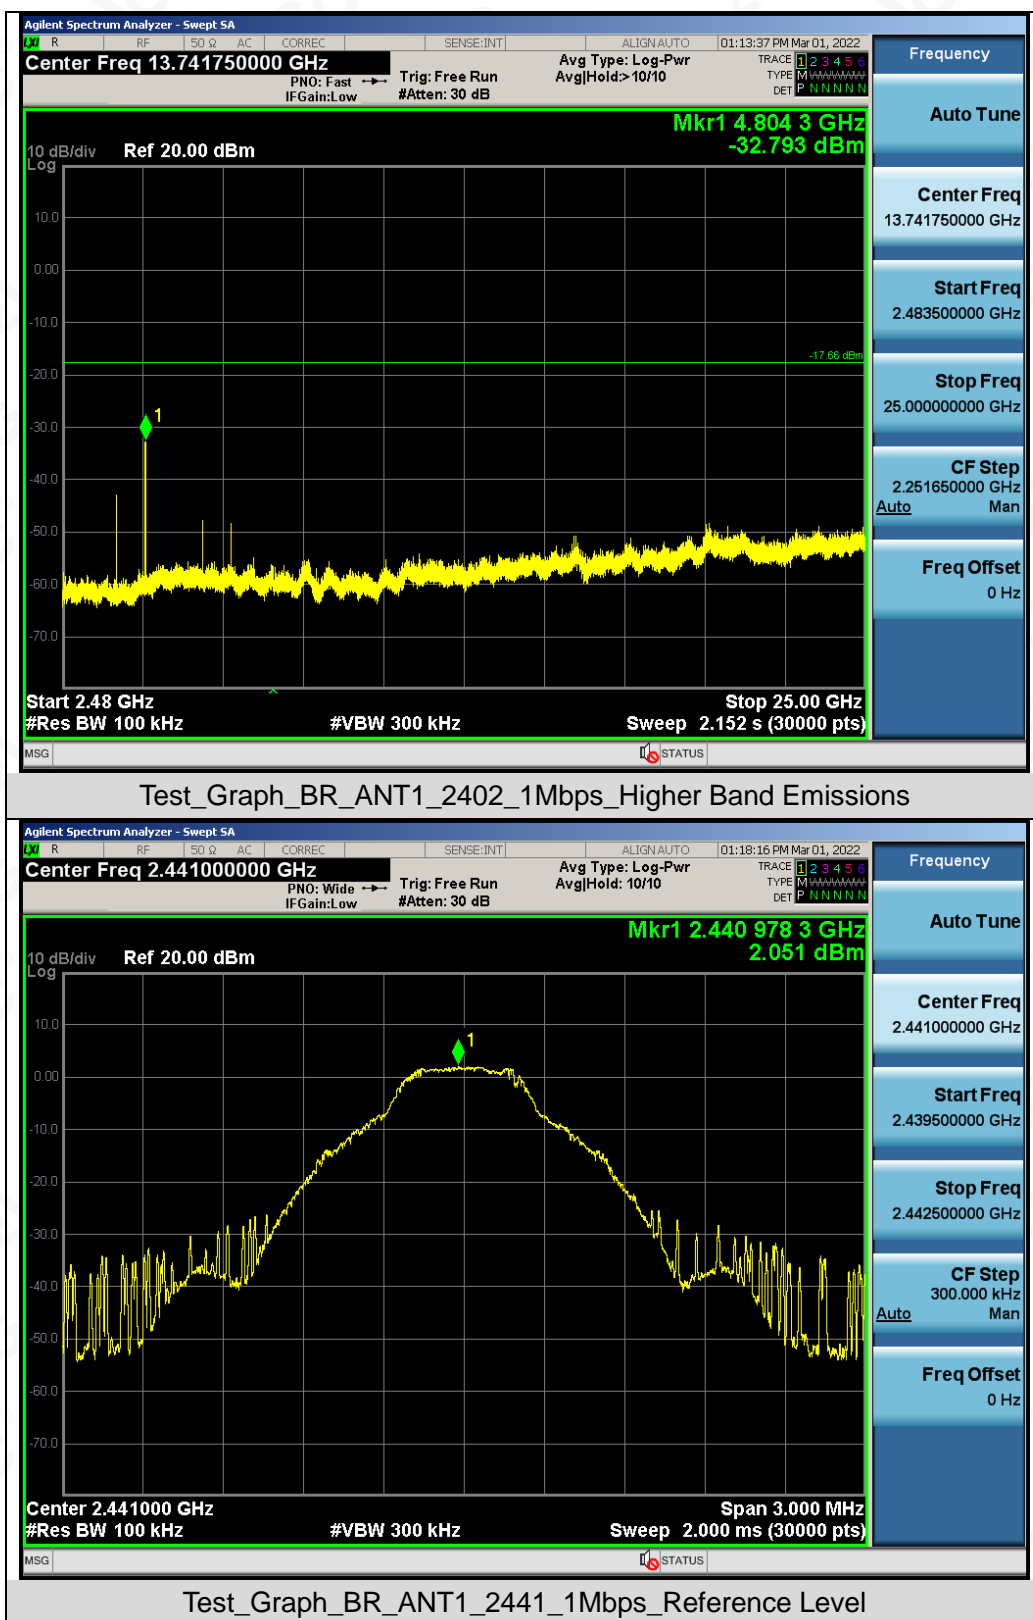 Agilent Spectrum Analyzer - Swept SA
LXI R RF 50 Ω AC CORREC SENSE:INT ALIGN AUTO 01:13:37 PM Mar 01, 2022
Center Freq 13.741750000 GHz Avg Type: Log-Pwr TRACE 1 2 3 4 5 6
PNO: Fast Trig: Free Run Avg|Hold:>10/10 TYPE M
IFGain:Low #Atten: 30 dB DET P N N N N N
Frequency
Auto Tune
Mkr1 4.804 3 GHz
-32.793 dBm
10 dB/div Ref 20.00 dBm
Log
10.0
0.00
-10.0
-17.66 dBm
-20.0
1
-30.0
-40.0
-50.0
-60.0
-70.0
Center Freq
13.741750000 GHz
Start Freq
2.483500000 GHz
Stop Freq
25.000000000 GHz
CF Step
2.251650000 GHz
Auto Man
Freq Offset
0 Hz
Start 2.48 GHz Stop 25.00 GHz
#Res BW 100 kHz #VBW 300 kHz Sweep 2.152 s (30000 pts)
MSG STATUS
Test_Graph_BR_ANT1_2402_1Mbps_Higher Band Emissions
Agilent Spectrum Analyzer - Swept SA
LXI R RF 50 Ω AC CORREC SENSE:INT ALIGN AUTO 01:18:16 PM Mar 01, 2022
Center Freq 2.441000000 GHz Avg Type: Log-Pwr TRACE 1 2 3 4 5 6
PNO: Wide Trig: Free Run Avg|Hold: 10/10 TYPE M
IFGain:Low #Atten: 30 dB DET P N N N N N
Frequency
Auto Tune
Mkr1 2.440 978 3 GHz
2.051 dBm
10 dB/div Ref 20.00 dBm
Log
10.0
1
0.00
-10.0
-20.0
-30.0
-40.0
-50.0
-60.0
-70.0
Center Freq
2.441000000 GHz
Start Freq
2.439500000 GHz
Stop Freq
2.442500000 GHz
CF Step
300.000 kHz
Auto Man
Freq Offset
0 Hz
Center 2.441000 GHz Span 3.000 MHz
#Res BW 100 kHz #VBW 300 kHz Sweep 2.000 ms (30000 pts)
MSG STATUS
Test_Graph_BR_ANT1_2441_1Mbps_Reference Level